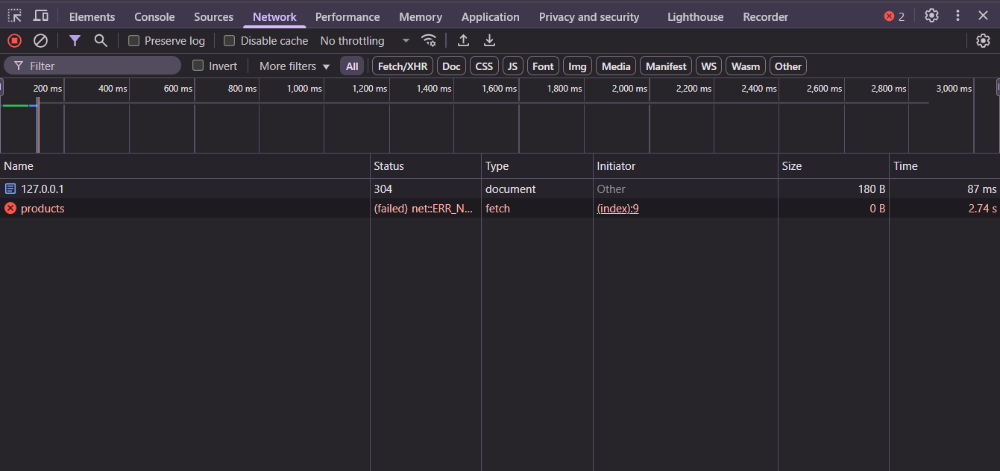 Elements Console Sources Network Performance Memory Application Privacy and security Lighthouse Recorder 2
Preserve log Disable cache No throttling
Filter Invert More filters All Fetch/XHR Doc CSS JS Font Img Media Manifest WS Wasm Other
200 ms 400 ms 600 ms 800 ms 1,000 ms 1,200 ms 1,400 ms 1,600 ms 1,800 ms 2,000 ms 2,200 ms 2,400 ms 2,600 ms 2,800 ms 3,000 ms
Name Status Type Initiator Size Time
127.0.0.1 304 document Other 180 B 87 ms
products (failed) net::ERR_N... fetch (index):9 0 B 2.74 s